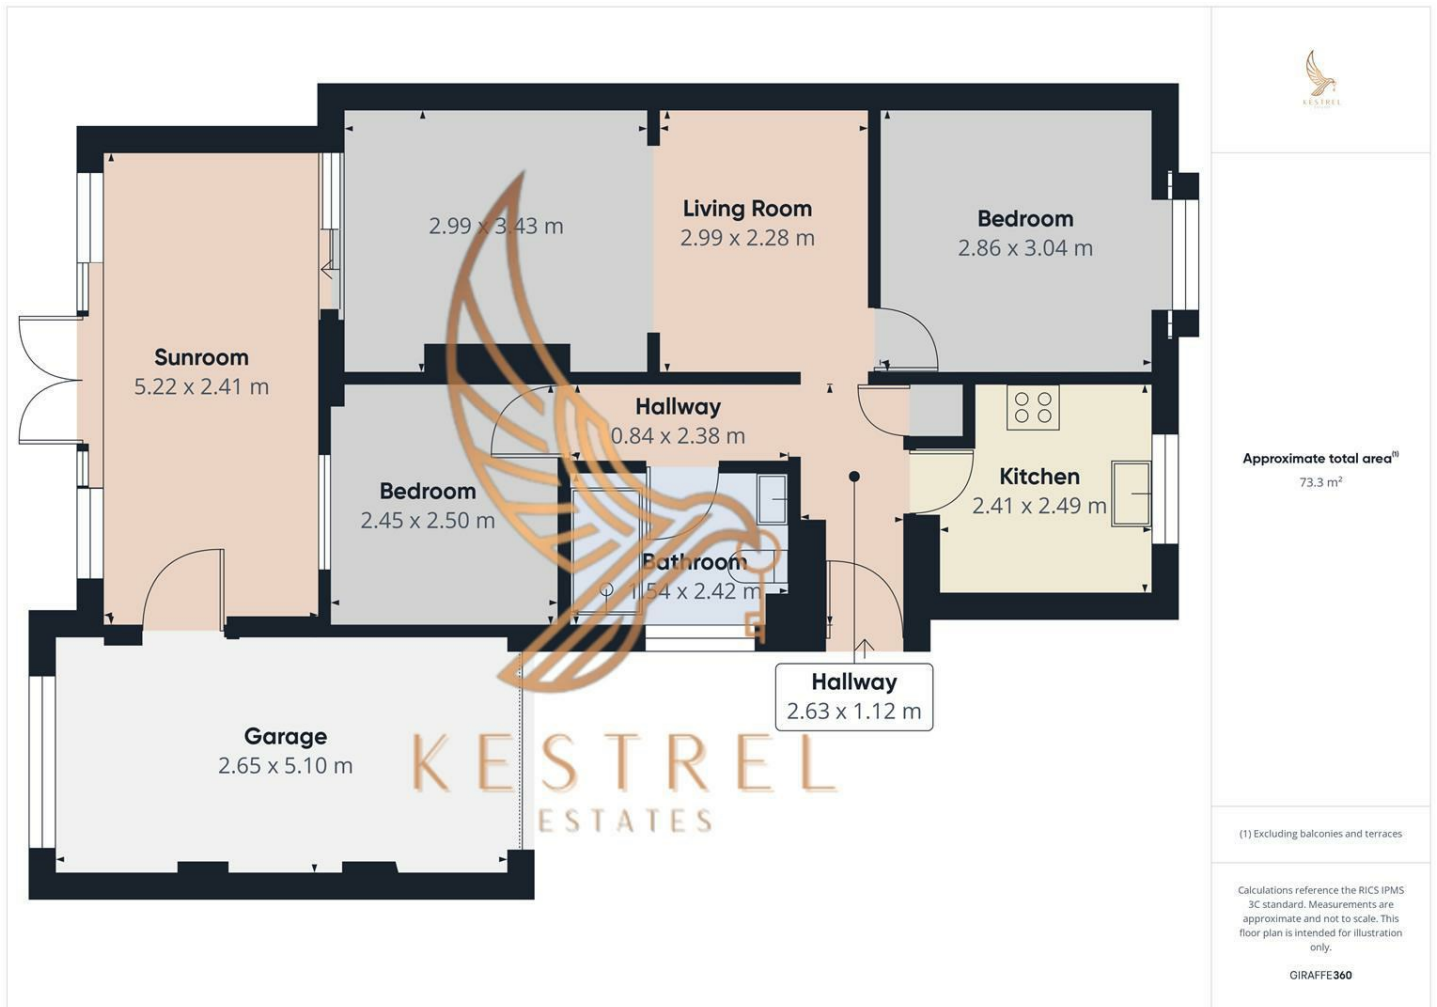 KESTREL
2.99 x 3.43 m
Living Room
2.99 x 2.28 m
Bedroom
2.86 x 3.04 m
Sunroom
5.22 x 2.41 m
Hallway
0.84 x 2.38 m
Bedroom
2.45 x 2.50 m
Kitchen
2.41 x 2.49 m
Bathroom
1.54 x 2.42 m
Hallway
2.63 x 1.12 m
Garage
2.65 x 5.10 m
KESTREL
ESTATES
Approximate total area⁽¹⁾
73.3 m²
(1) Excluding balconies and terraces
Calculations reference the RICS IPMS
3C standard. Measurements are
approximate and not to scale. This
floor plan is intended for illustration
only.
GIRAFFE360